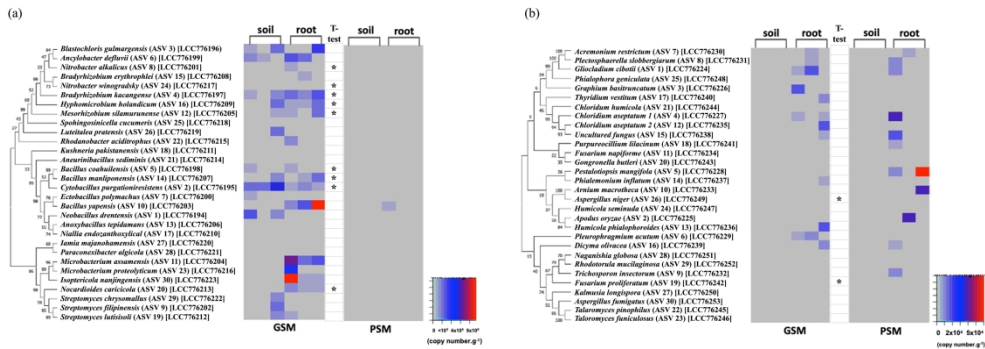 (a)
soil root T-test soil root
Blastochloris gulmargensis (ASV 3) [LCC776196]
Ancylobacter defluvii (ASV 6) [LCC776199]
Nitrobacter alkalicus (ASV 8) [LCC776201]
Bradyrhizobium erythrophlei (ASV 15) [LCC776208]
Nitrobacter winogradsky (ASV 24) [LCC776217]
Bradyrhizobium kacangense (ASV 4) [LCC776197]
Hyphomicrobium holandicum (ASV 16) [LCC776209]
Mesorhizobium silamurunense (ASV 12) [LCC776205]
Sphingosinicella cucumeris (ASV 25) [LCC776218]
Luteitalea pratensis (ASV 26) [LCC776219]
Rhodanobacter aciditrophus (ASV 22) [LCC776215]
Kushneria pakistanensis (ASV 18) [LCC776211]
Aneurinibacillus sediminis (ASV 21) [LCC776214]
Bacillus coahuilensis (ASV 5) [LCC776198]
Bacillus manliponensis (ASV 14) [LCC776207]
Cytobacillus purgationiresistens (ASV 2) [LCC776195]
Ectobacillus polymachus (ASV 7) [LCC776200]
Bacillus yapensis (ASV 10) [LCC776203]
Neobacillus drentensis (ASV 1) [LCC776194]
Anoxybacillus tepidamans (ASV 13) [LCC776206]
Niallia endozanthoxylica (ASV 17) [LCC776210]
Iamia majanohamensis (ASV 27) [LCC776220]
Paraconexibacter algicola (ASV 28) [LCC776221]
Microbacterium assamensis (ASV 11) [LCC776204]
Microbacterium proteolyticum (ASV 23) [LCC776216]
Isoptericola nanjingensis (ASV 30) [LCC776223]
Nocardioides caricicola (ASV 20) [LCC776213]
Streptomyces chrysomallus (ASV 29) [LCC776222]
Streptomyces filipinensis (ASV 9) [LCC776202]
Streptomyces lutisisoli (ASV 19) [LCC776212]
GSM PSM
(copy number.g⁻¹)
(b)
soil root T-test soil root
Acremonium restrictum (ASV 7) [LCC776230]
Plectosphaerella slobbergiarum (ASV 8) [LCC776231]
Gliocladium cibotii (ASV 1) [LCC776224]
Phialophora geniculata (ASV 25) [LCC776248]
Graphium basitruncatum (ASV 3) [LCC776226]
Thyridium vestitum (ASV 17) [LCC776240]
Chloridium humicola (ASV 21) [LCC776244]
Chloridium aseptatum 1 (ASV 4) [LCC776227]
Chloridium aseptatum 2 (ASV 12) [LCC776235]
Uncultured fungus (ASV 15) [LCC776238]
Purpureocillium lilacinum (ASV 18) [LCC776241]
Fusarium napiforme (ASV 11) [LCC776234]
Gongronella butleri (ASV 20) [LCC776243]
Pestalotiopsis mangifola (ASV 5) [LCC776228]
Phialemonium inflatum (ASV 14) [LCC776237]
Arnium macrotheca (ASV 10) [LCC776233]
Aspergillus niger (ASV 26) [LCC776249]
Humicola seminuda (ASV 24) [LCC776247]
Apodus oryzae (ASV 2) [LCC776225]
Humicola phialophoroides (ASV 13) [LCC776236]
Pleurophragmium acutum (ASV 6) [LCC776229]
Dicyma olivacea (ASV 16) [LCC776239]
Naganishia globosa (ASV 28) [LCC776251]
Rhodotorula mucilaginosa (ASV 29) [LCC776252]
Trichosporon insectorum (ASV 9) [LCC776232]
Fusarium proliferatum (ASV 19) [LCC776242]
Kalmusia longispora (ASV 27) [LCC776250]
Aspergillus fumigatus (ASV 30) [LCC776253]
Talaromyces pinophilus (ASV 22) [LCC776245]
Talaromyces funiculosus (ASV 23) [LCC776246]
GSM PSM
(copy number.g⁻¹)